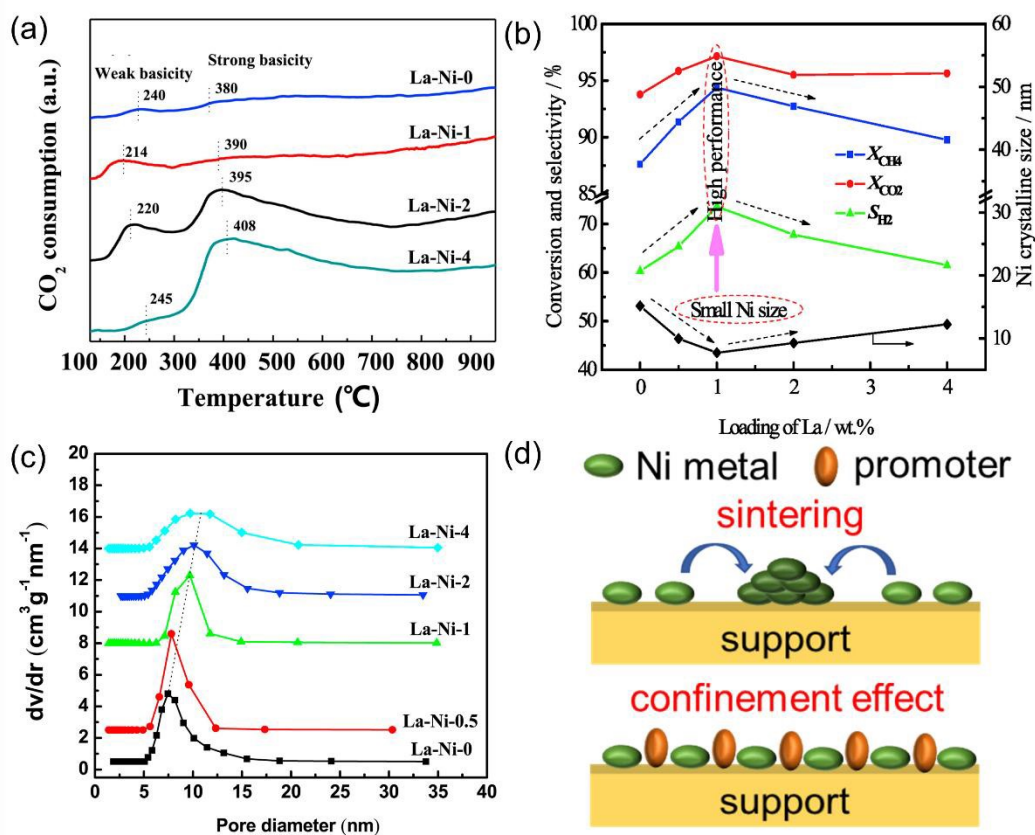 (a)
CO2 consumption (a.u.)
Weak basicity
Strong basicity
240
380
La-Ni-0
214
390
La-Ni-1
395
220
La-Ni-2
408
245
La-Ni-4
100 200 300 400 500 600 700 800 900
Temperature (℃)
(b)
Conversion and selectivity / %
100
95
90
85
70
60
50
40
High performance
XCH4
XCO2
SH2
Small Ni size
60
50
40
30
20
10
0
Ni crystalline size / nm
0 1 2 3 4
Loading of La / wt.%
(c)
dv/dr (cm3g-1nm-1)
20
18
16
14
12
10
8
6
4
2
0
La-Ni-4
La-Ni-2
La-Ni-1
La-Ni-0.5
La-Ni-0
0 5 10 15 20 25 30 35 40
Pore diameter (nm)
(d)
Ni metal promoter
sintering
support
confinement effect
support